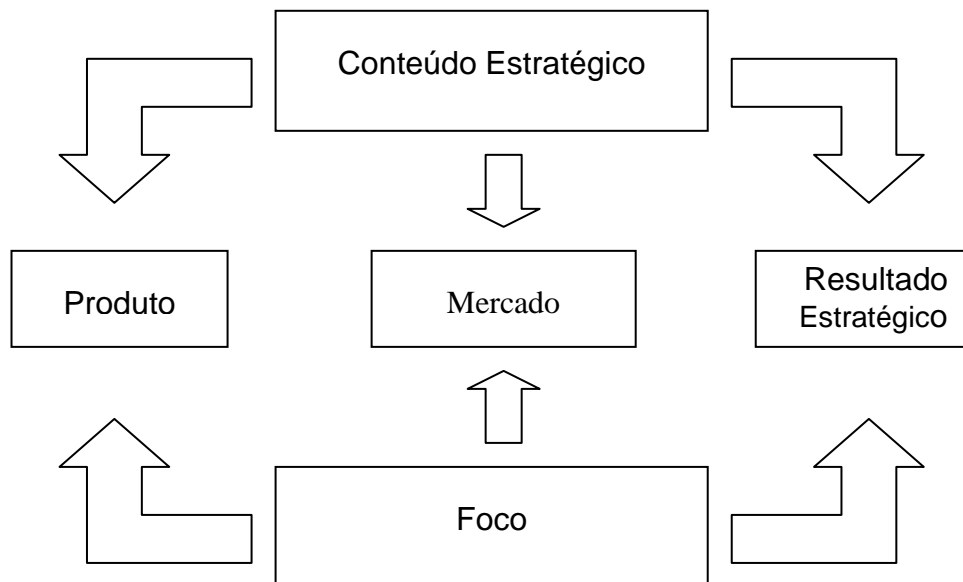 Conteúdo Estratégico
Produto
Mercado
Resultado
Estratégico
Foco